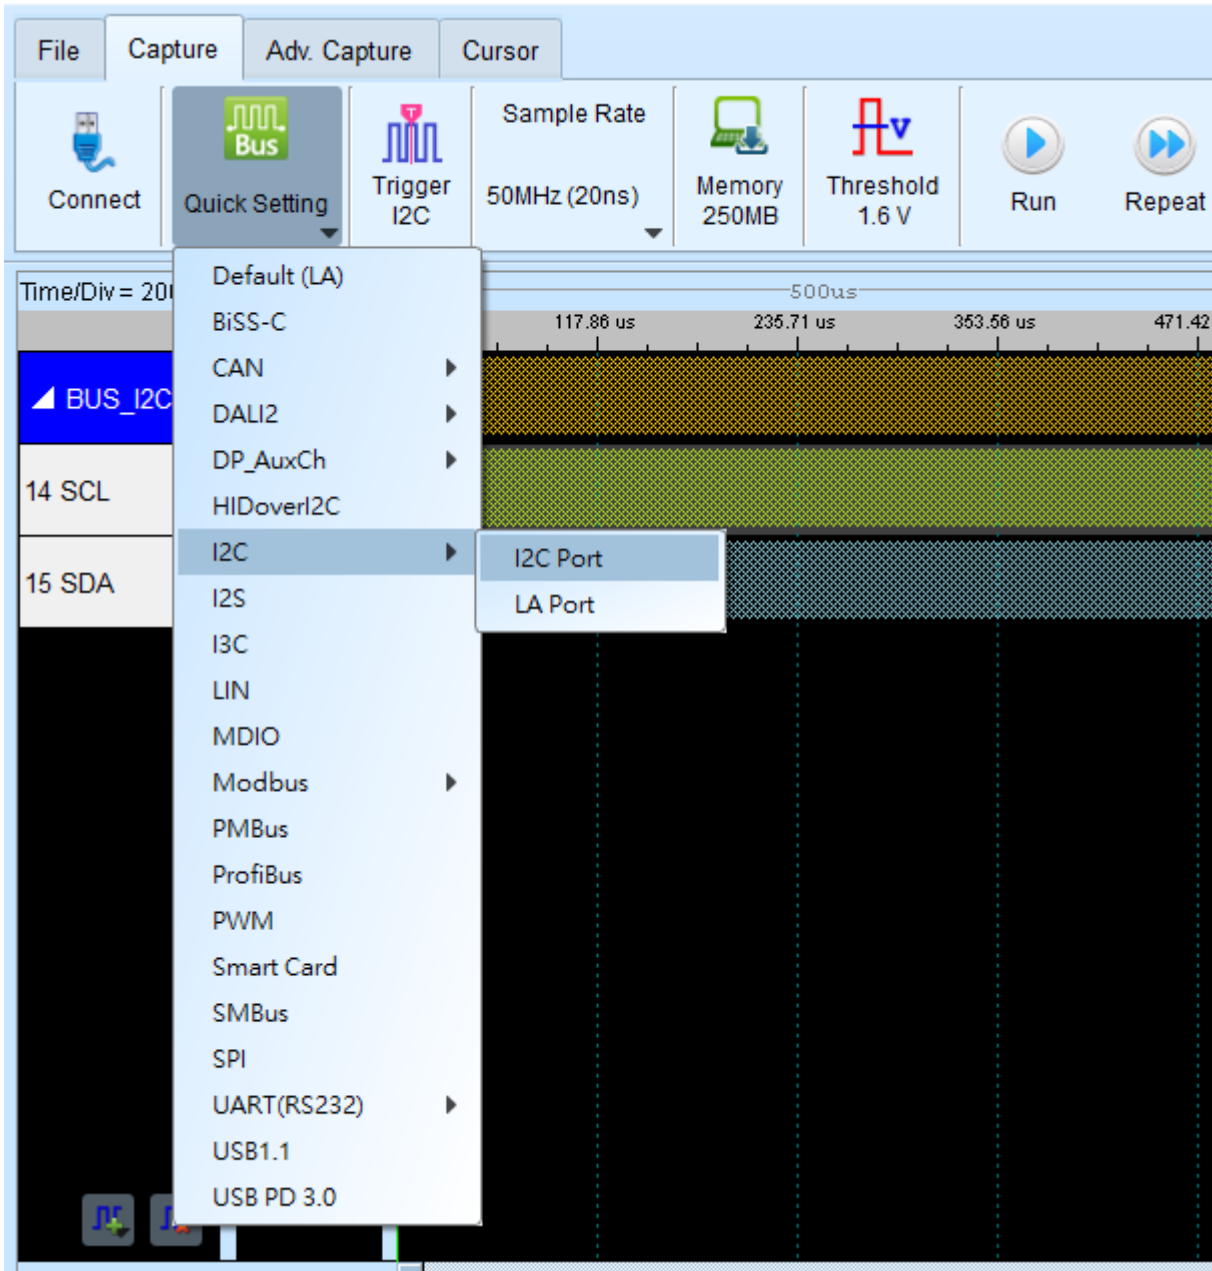 File Capture Adv. Capture Cursor
Bus
Sample Rate
Connect
Quick Setting
Trigger
I2C
50MHz (20ns)
Memory
250MB
Threshold
1.6 V
Run
Repeat
Default (LA)
BiSS-C
CAN
DALI2
DP_AuxCh
HIDoverI2C
I2C
I2S
I3C
LIN
MDIO
Modbus
PMBus
ProfiBus
PWM
Smart Card
SMBus
SPI
UART(RS232)
USB1.1
USB PD 3.0
I2C Port
LA Port
Time/Div = 20
500us
117.86 us 235.71 us 353.56 us 471.42
BUS_I2C
14 SCL
15 SDA